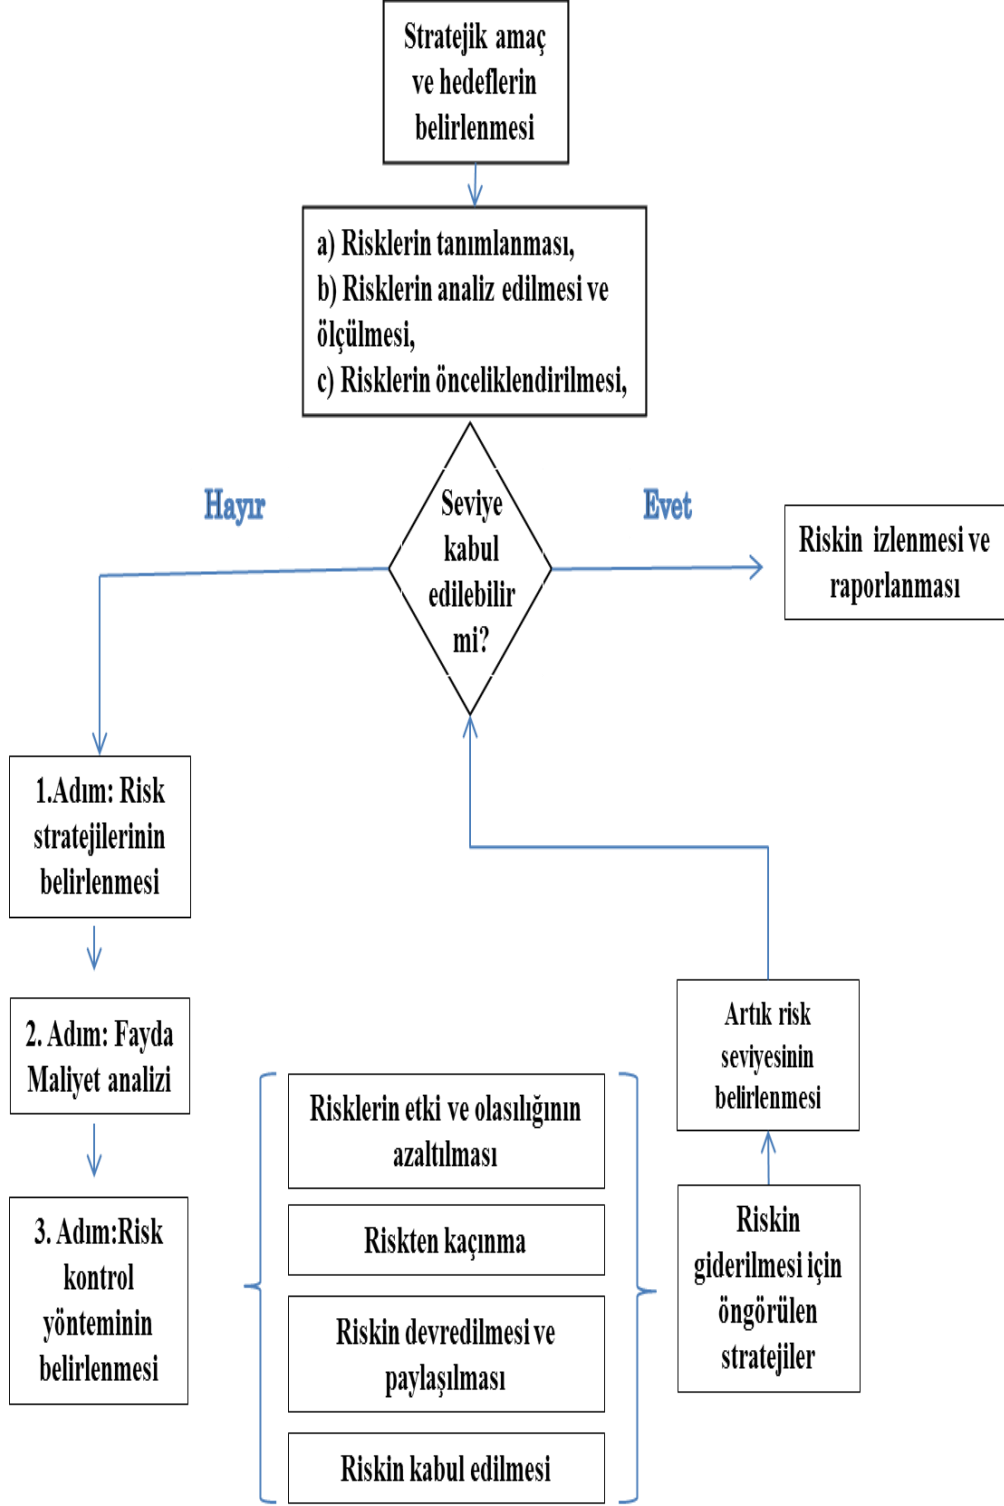 Stratejik amaç
ve hedeflerin
belirlenmesi
a) Risklerin tanımlanması,
b) Risklerin analiz edilmesi ve
ölçülmesi,
c) Risklerin önceliklendirilmesi,
Hayır
Seviye
kabul
edilebilir
mi?
Evet
Riskin izlenmesi ve
raporlanması
1.Adım: Risk
stratejilerinin
belirlenmesi
2. Adım: Fayda
Maliyet analizi
3. Adım:Risk
kontrol
yönteminin
belirlenmesi
Risklerin etki ve olasılığının
azaltılması
Riskten kaçınma
Riskin devredilmesi ve
paylaşılması
Riskin kabul edilmesi
Riskin
giderilmesi için
öngörülen
stratejiler
Artık risk
seviyesinin
belirlenmesi